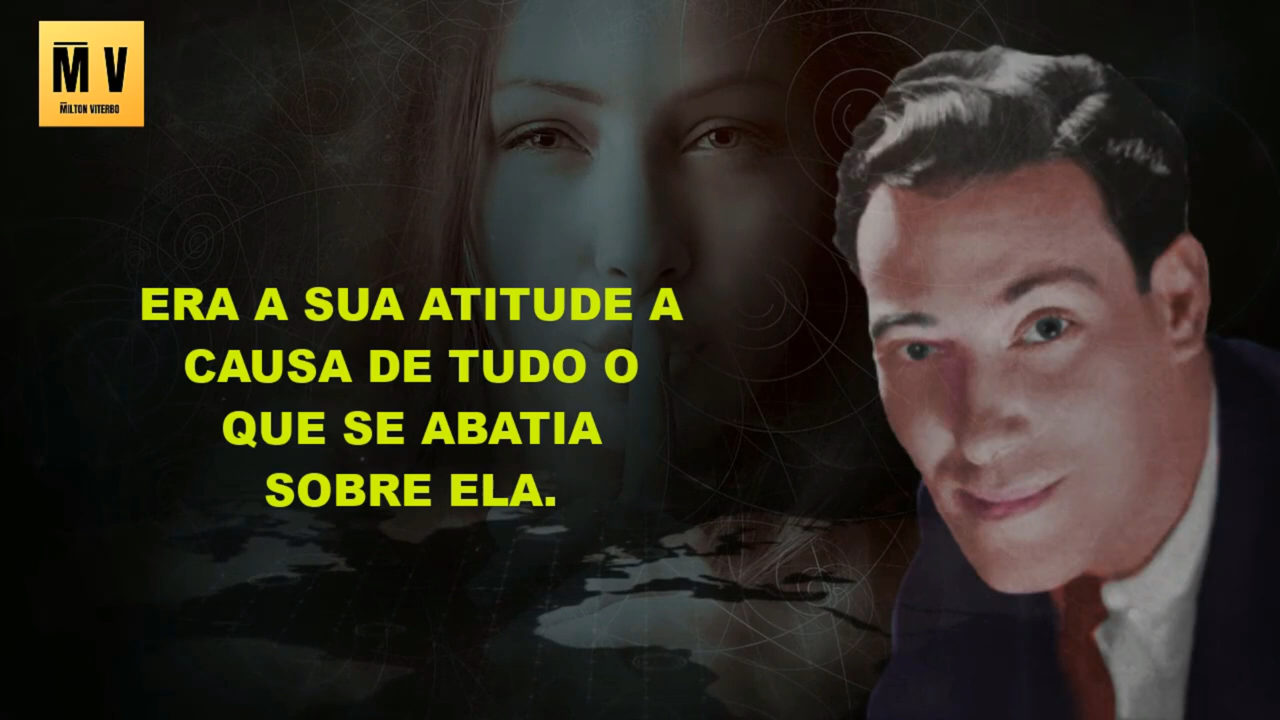 M V
MILTON VITERBO
ERA A SUA ATITUDE A
CAUSA DE TUDO O
QUE SE ABATIA
SOBRE ELA.